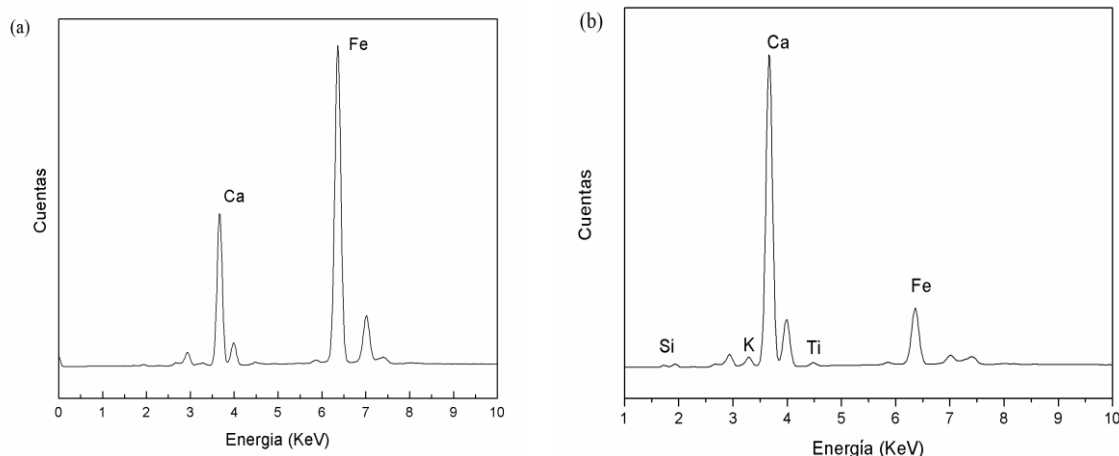 (a)
Fe
Ca
Cuentas
0 1 2 3 4 5 6 7 8 9 10
Energia (KeV)
(b)
Ca
Fe
Si
K
Ti
Cuentas
1 2 3 4 5 6 7 8 9 10
Energía (KeV)